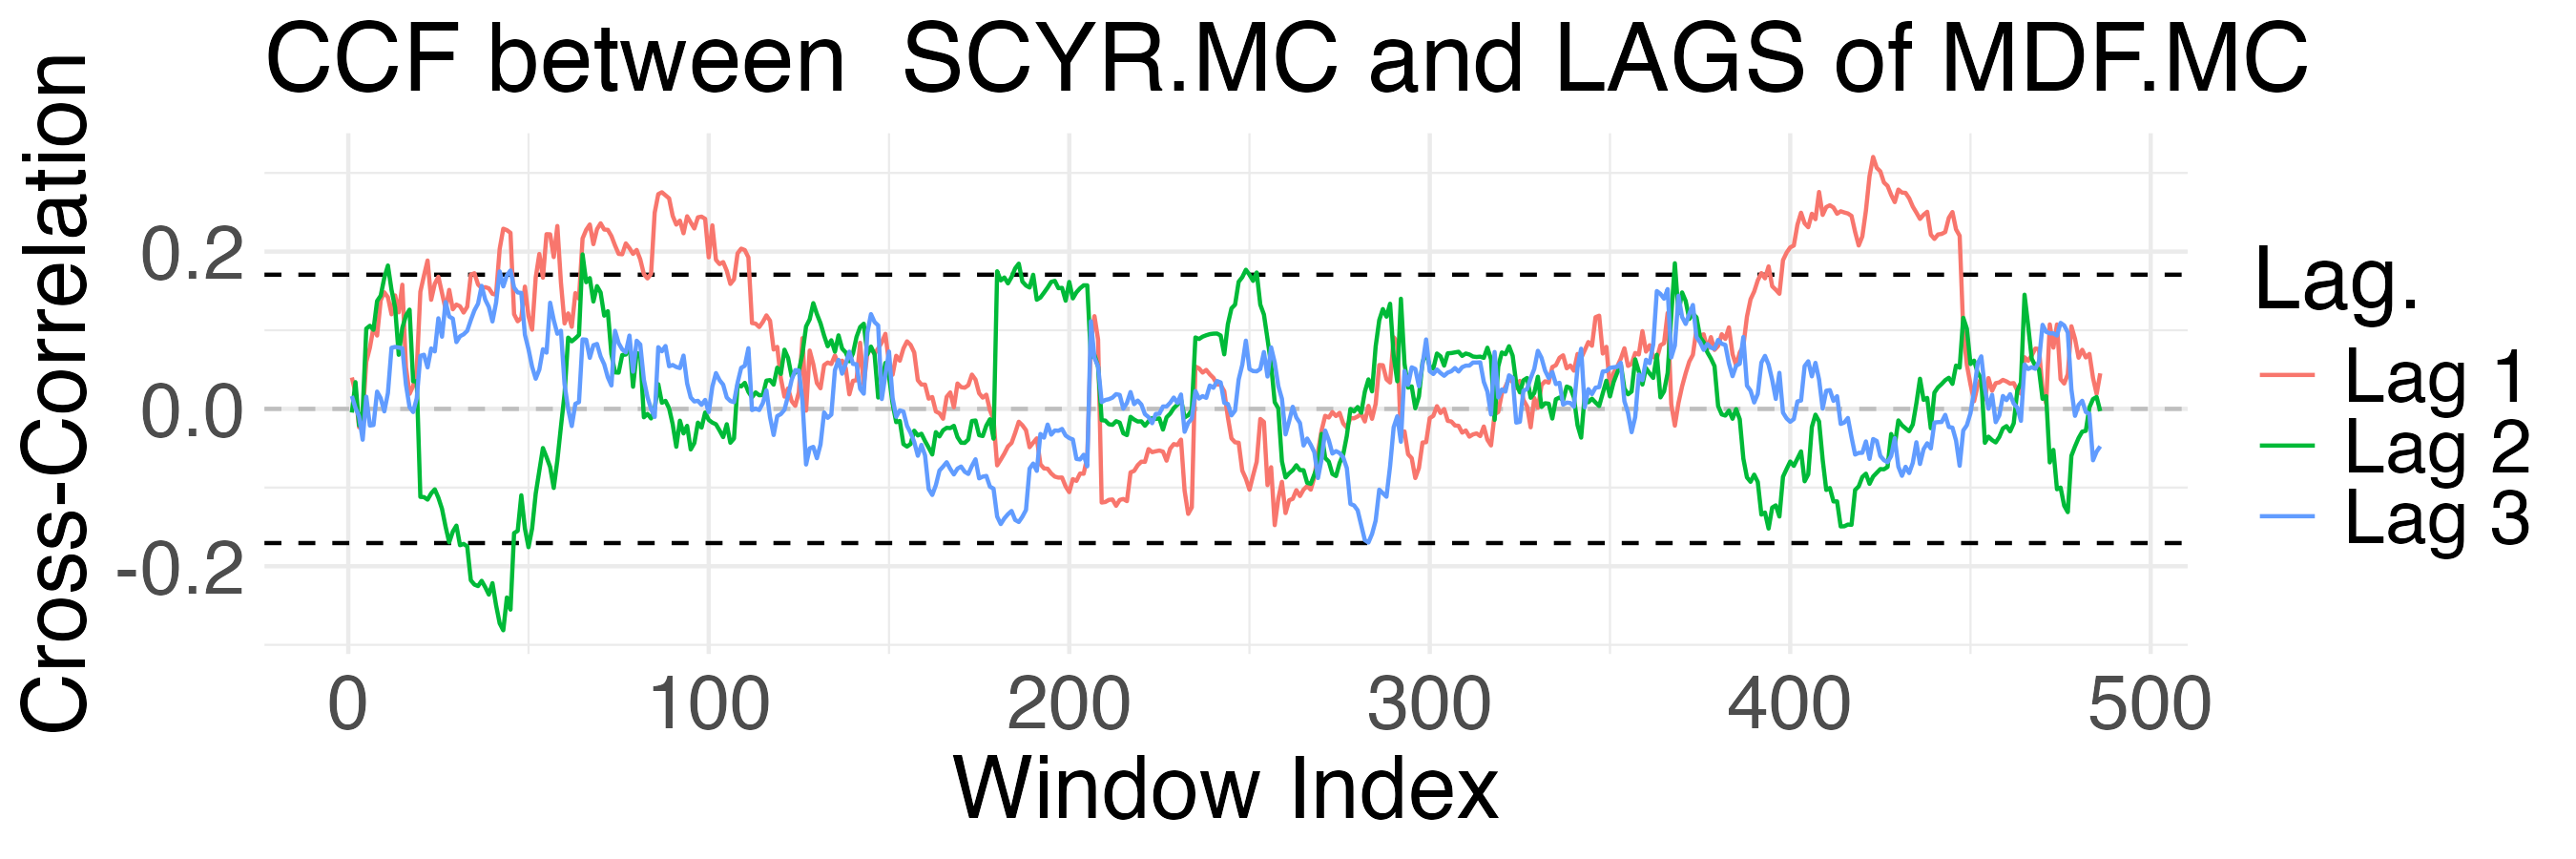 CCF between  SCYR.MC and LAGS of MDF.MC
Cross-Correlation
0.2
0.0
-0.2
0 100 200 300 400 500
Window Index
Lag.
Lag 1
Lag 2
Lag 3